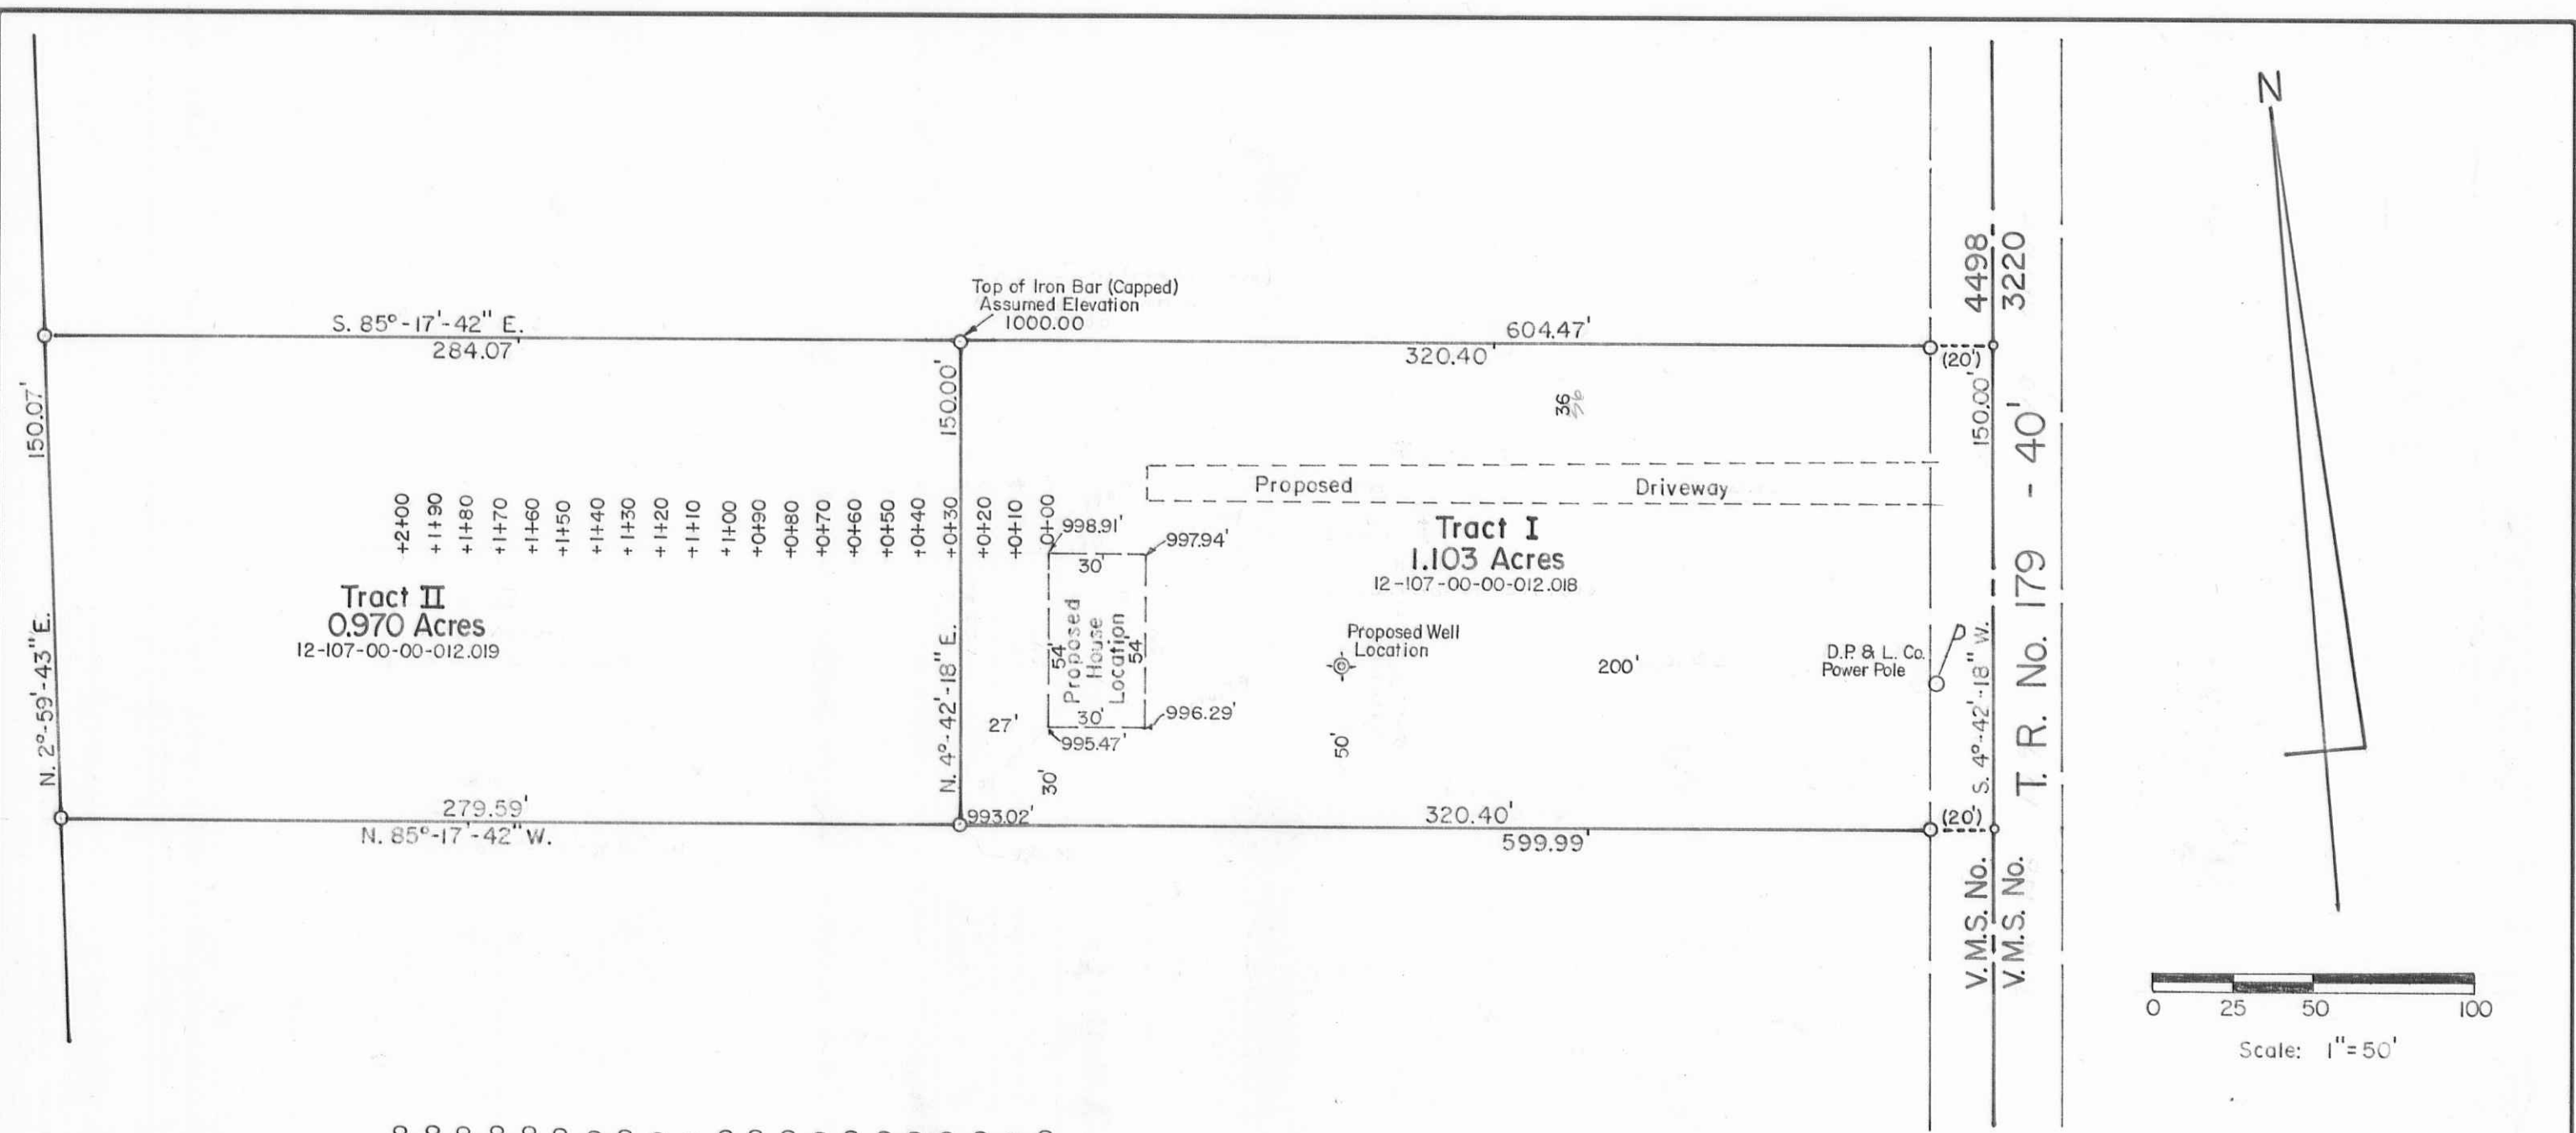 N
4498
3220
Top of Iron Bar (Capped)
Assumed Elevation
1000.00
S. 85°-17'-42" E.
284.07'
604.47'
320.40'
(20')
150.07'
150.00'
150.00'
36
Proposed Driveway
T. R. No. 179 - 40'
+2+00
+1+90
+1+80
+1+70
+1+60
+1+50
+1+40
+1+30
+1+20
+1+10
+1+00
+0+90
+0+80
+0+70
+0+60
+0+50
+0+40
+0+30
+0+20
+0+10
+0+00
998.91'
997.94'
30'
Tract I
1.103 Acres
12-107-00-00-012.018
Tract II
0.970 Acres
12-107-00-00-012.019
N. 2°-59'-43" E.
N. 4°-42'-18" E.
54'
Proposed
House
Location
54'
Proposed Well
Location
200'
D.P. & L. Co.
Power Pole
S. 4°-42'-18" W.
27'
30'
996.29'
995.47'
50'
30'
279.59'
N. 85°-17'-42" W.
993.02'
320.40'
599.99'
(20')
V.M.S. No.
V.M.S. No.
0 25 50 100
Scale: 1"=50'